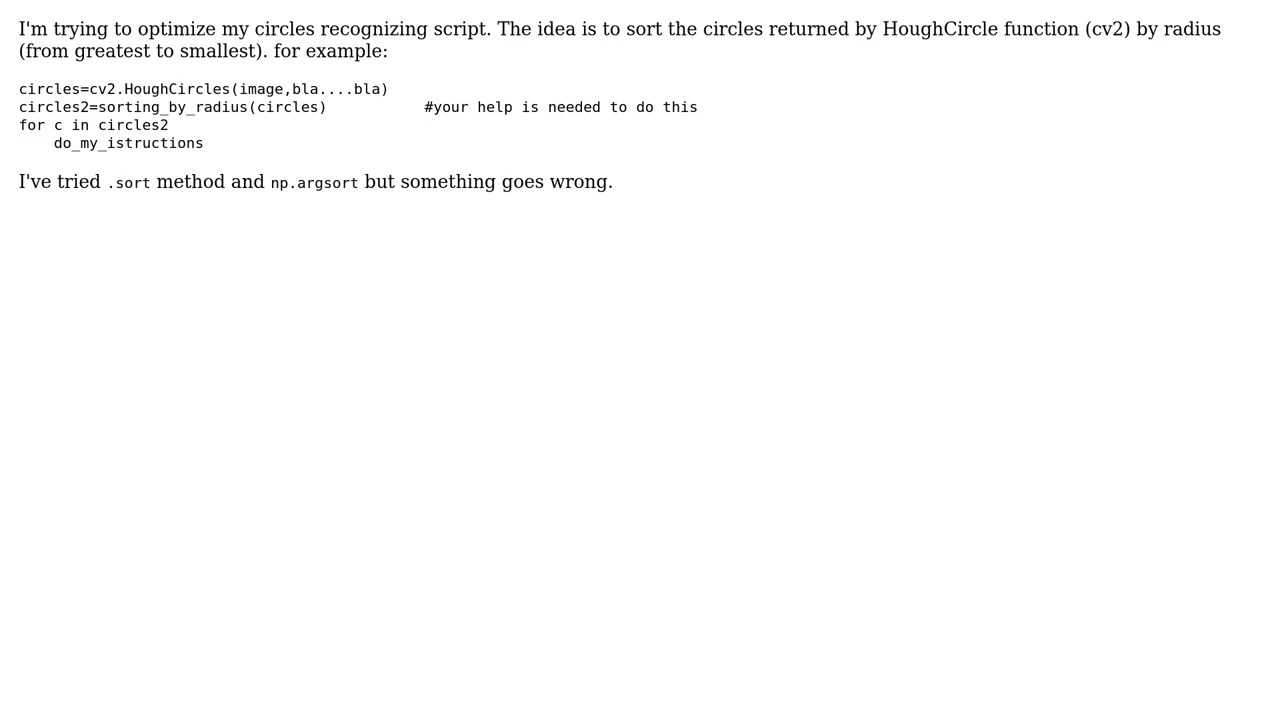 I'm trying to optimize my circles recognizing script. The idea is to sort the circles returned by HoughCircle function (cv2) by radius
(from greatest to smallest). for example:
circles=cv2.HoughCircles(image,bla....bla)
circles2=sorting_by_radius(circles)           #your help is needed to do this
for c in circles2
    do_my_istructions
I've tried .sort method and np.argsort but something goes wrong.